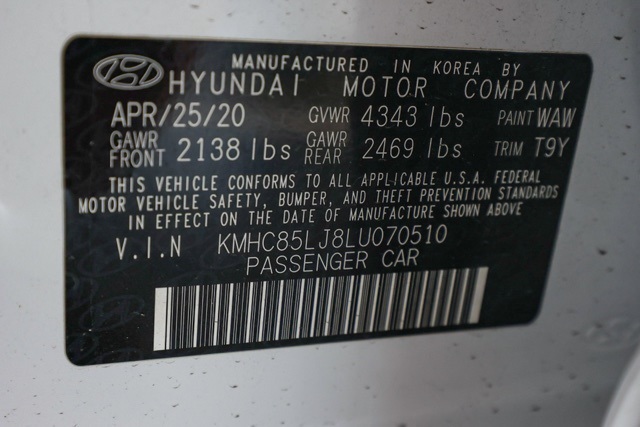 MANUFACTURED IN KOREA BY
HYUNDAI MOTOR COMPANY
APR/25/20 GVWR 4343 lbs PAINT WAW
GAWR FRONT 2138 lbs GAWR REAR 2469 lbs TRIM T9Y
THIS VEHICLE CONFORMS TO ALL APPLICABLE U.S.A. FEDERAL
MOTOR VEHICLE SAFETY, BUMPER, AND THEFT PREVENTION STANDARDS
IN EFFECT ON THE DATE OF MANUFACTURE SHOWN ABOVE
V.I.N KMHC85LJ8LU070510
PASSENGER CAR